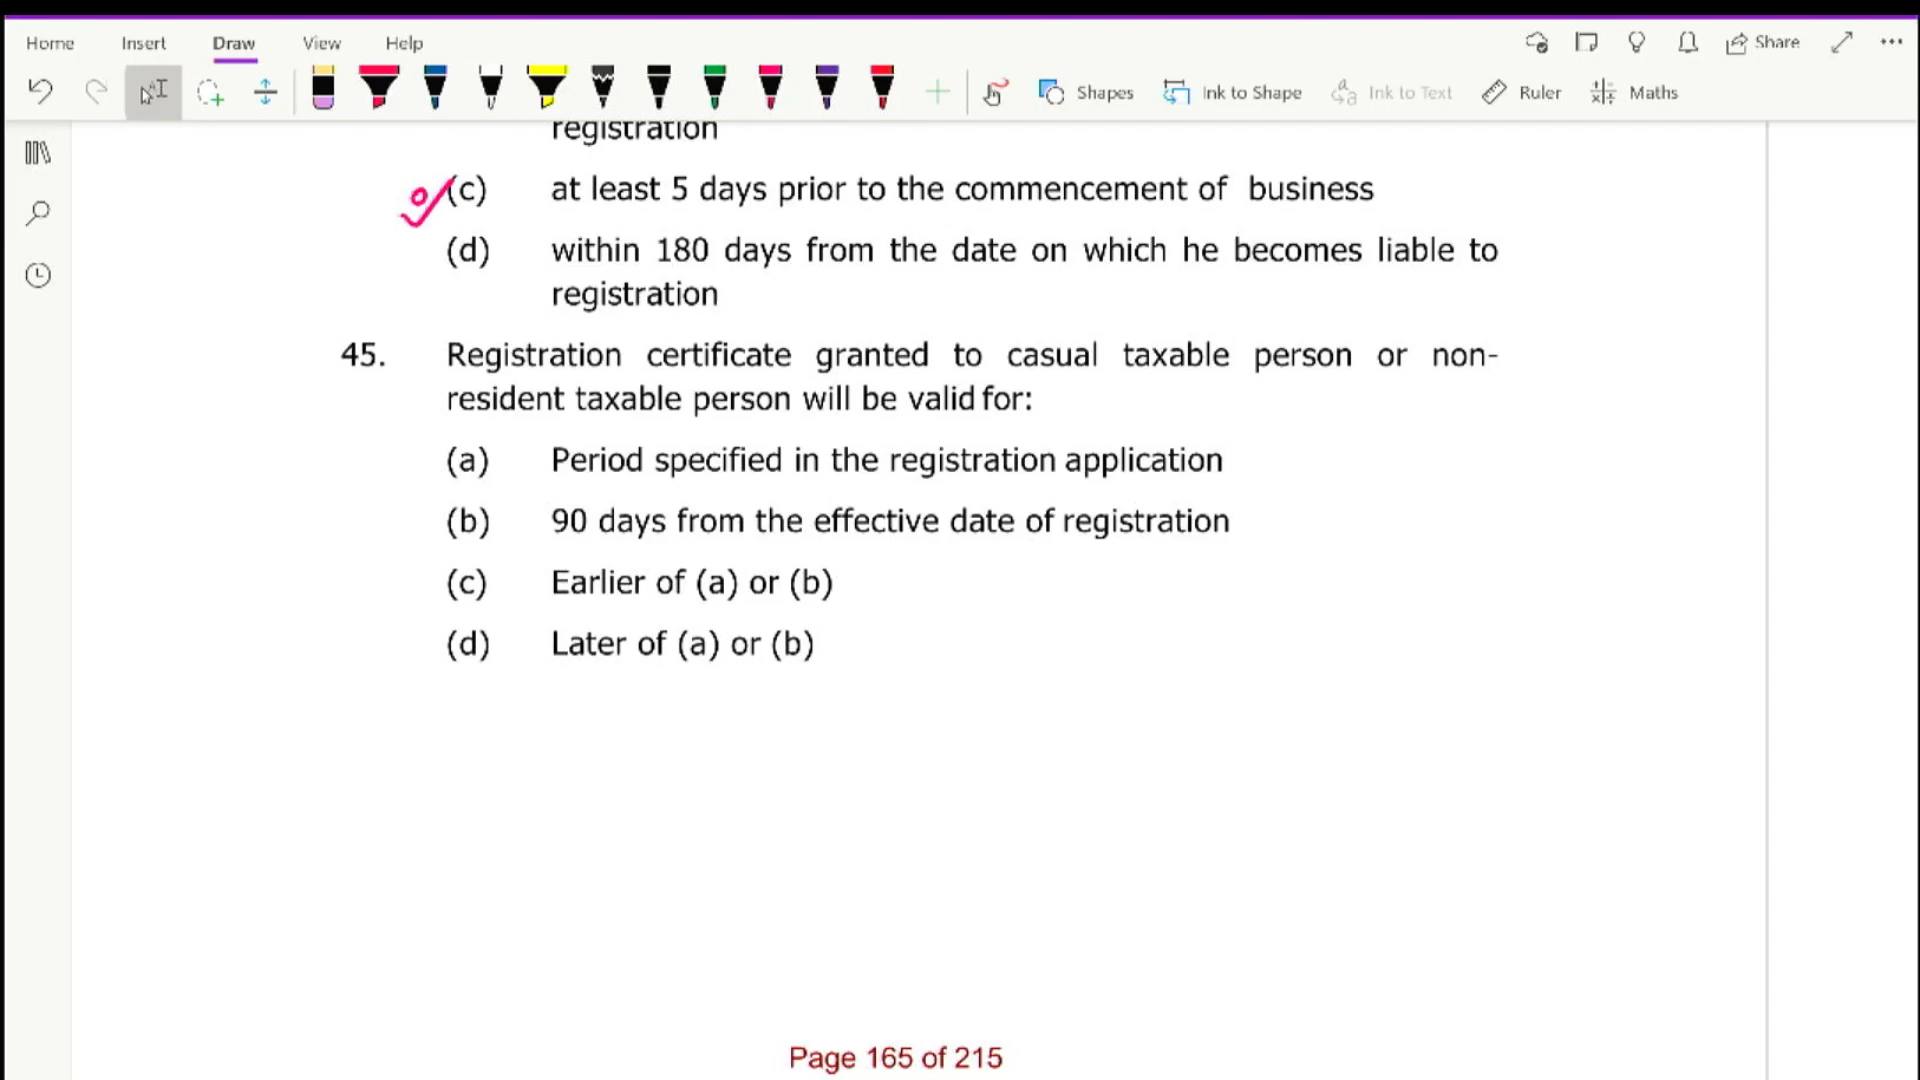 Home Insert Draw View Help Share
Shapes Ink to Shape Ink to Text Ruler Maths
registration
(c) at least 5 days prior to the commencement of business
(d) within 180 days from the date on which he becomes liable to
registration
45. Registration certificate granted to casual taxable person or non-
resident taxable person will be valid for:
(a) Period specified in the registration application
(b) 90 days from the effective date of registration
(c) Earlier of (a) or (b)
(d) Later of (a) or (b)
Page 165 of 215